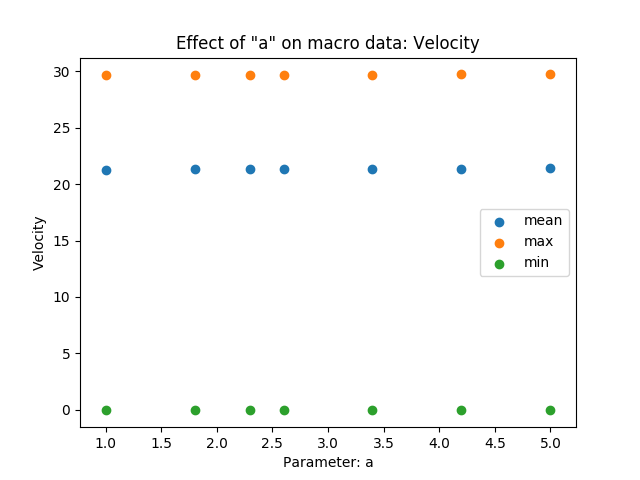 Effect of "a" on macro data: Velocity
30
25
20
15
10
5
0
Velocity
mean
max
min
1.0 1.5 2.0 2.5 3.0 3.5 4.0 4.5 5.0
Parameter: a